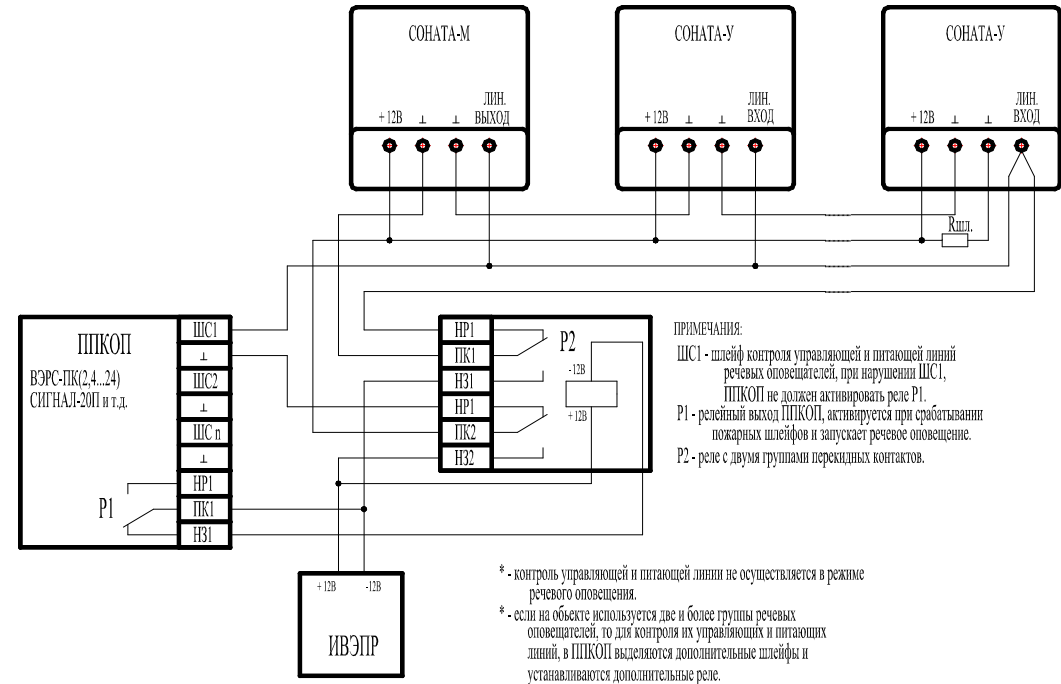 СОНАТА-М
+12В
⊥
⊥
ЛИН.
ВЫХОД
СОНАТА-У
+12В
⊥
⊥
ЛИН.
ВХОД
СОНАТА-У
+12В
⊥
⊥
ЛИН.
ВХОД
Rшл.
ППКОП
ВЭРС-ПК(2,4...24)
СИГНАЛ-20П и т.д.
ШС1
⊥
ШС2
⊥
ШС n
⊥
НР1
ПК1
НЗ1
Р1
НР1
ПК1
НЗ1
НР1
ПК2
НЗ2
Р2
-12В
+12В
ПРИМЕЧАНИЯ:
ШС1 - шлейф контроля управляющей и питающей линий
речевых оповещателей, при нарушении ШС1,
ППКОП не должен активировать реле Р1.
Р1 - релейный выход ППКОП, активируется при срабатывании
пожарных шлейфов и запускает речевое оповещение.
Р2 - реле с двумя группами перекидных контактов.
+12В
-12В
ИВЭПР
* - контроль управляющей и питающей линии не осуществляется в режиме
речевого оповещения.
* - если на обьекте используется две и более группы речевых
оповещателей, то для контроля их управляющих и питающих
линий, в ППКОП выделяются дополнительные шлейфы и
устанавливаются дополнительные реле.